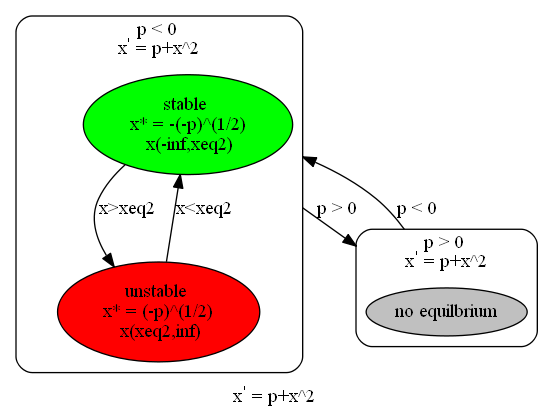 p < 0
x' = p+x^2
stable
x* = -(-p)^(1/2)
x(-inf,xeq2)
x>xeq2
x<xeq2
p > 0
p < 0
unstable
x* = (-p)^(1/2)
x(xeq2,inf)
p > 0
x' = p+x^2
no equilbrium
x' = p+x^2